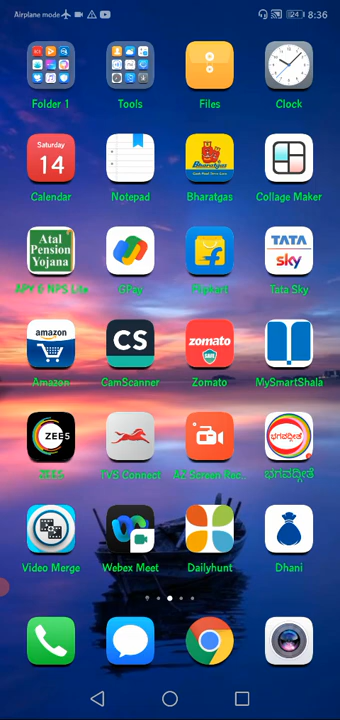 Airplane mode 24 8:36
Folder 1 Tools Files Clock
Saturday
14
Calendar Notepad Bharatgas Collage Maker
Atal
Pension
Yojana
TATA
sky
APY & NPS Lite GPay Flipkart Tata Sky
amazon
CS
zomato
SAFE
Amazon CamScanner Zomato MySmartShala
ZEE5
ಭಗವದ್ಗೀತೆ
ZEE5 TVS Connect AZ Screen Rec.. ಭಗವದ್ಗೀತೆ
Video Merge Webex Meet Dailyhunt Dhani